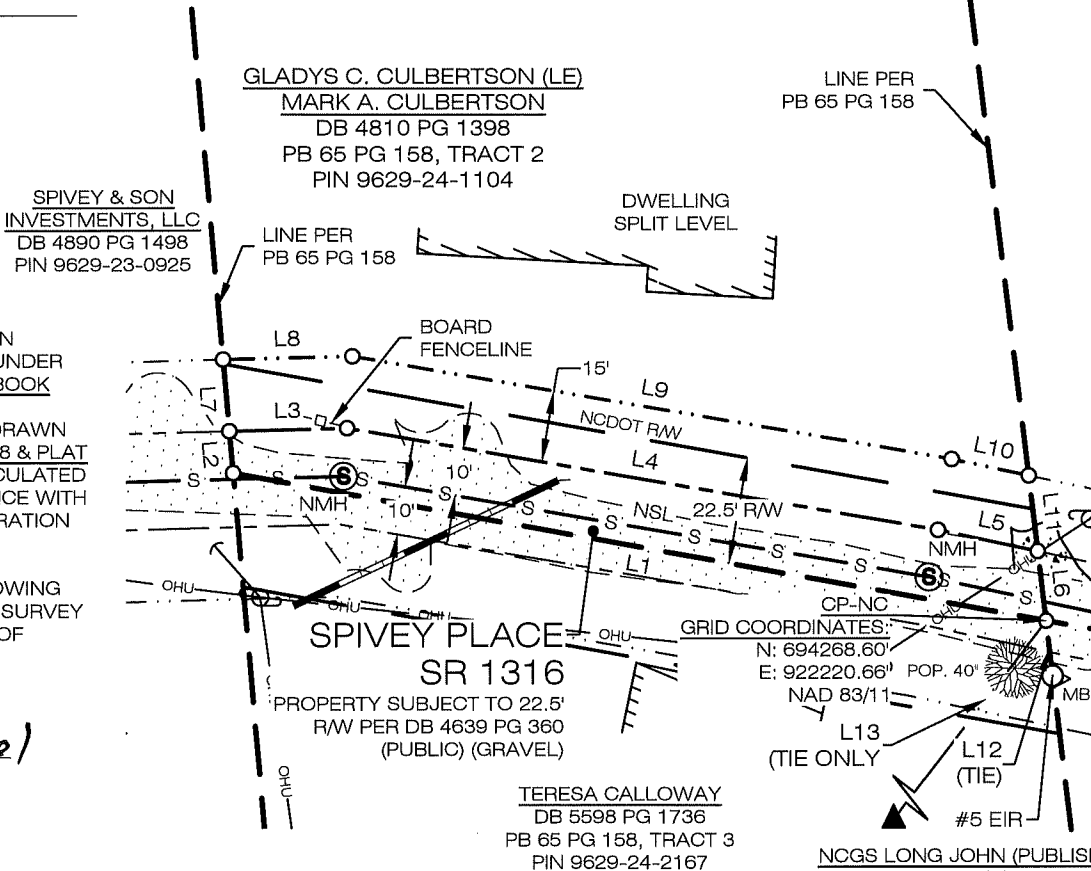 GLADYS C. CULBERTSON (LE)
MARK A. CULBERTSON
DB 4810 PG 1398
PB 65 PG 158, TRACT 2
PIN 9629-24-1104
LINE PER
PB 65 PG 158
SPIVEY & SON
INVESTMENTS, LLC
DB 4890 PG 1498
PIN 9629-23-0925
LINE PER
PB 65 PG 158
DWELLING
SPLIT LEVEL
UNDER
BOOK
DRAWN
8 & PLAT
L8
BOARD
FENCELINE
15'
L9
L7
L3
NCDOT R/W
L10
L2
L4
S
S
S
NMH
10'
10'
S
S
NSL
22.5' R/W
S
S
S
S
S
S
S
L5
L11
NMH
OHU
L6
L1
OHU
OHU
OHU
OHU
OHU
CP-NC
GRID COORDINATES:
N: 694268.60'
E: 922220.66'
NAD 83/11
POP. 40"
MB
SPIVEY PLACE
SR 1316
PROPERTY SUBJECT TO 22.5'
R/W PER DB 4639 PG 360
(PUBLIC) (GRAVEL)
OHU
L13
(TIE ONLY
L12
(TIE)
#5 EIR
SURVEY
OF
TERESA CALLOWAY
DB 5598 PG 1736
PB 65 PG 158, TRACT 3
PIN 9629-24-2167
NCGS LONG JOHN